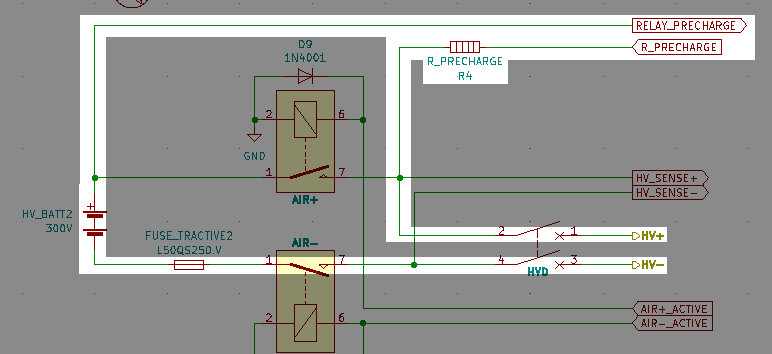 RELAY_PRECHARGE
R_PRECHARGE
D9
1N4001
R_PRECHARGE
R4
2
6
GND
1
7
HV_SENSE+
HV_SENSE-
AIR+
+
HV_BATT2
300V
FUSE_TRACTIVE2
L50QS250.V
AIR-
2
1
HV+
1
7
4
3
HV-
HVD
2
6
AIR+_ACTIVE
AIR-_ACTIVE